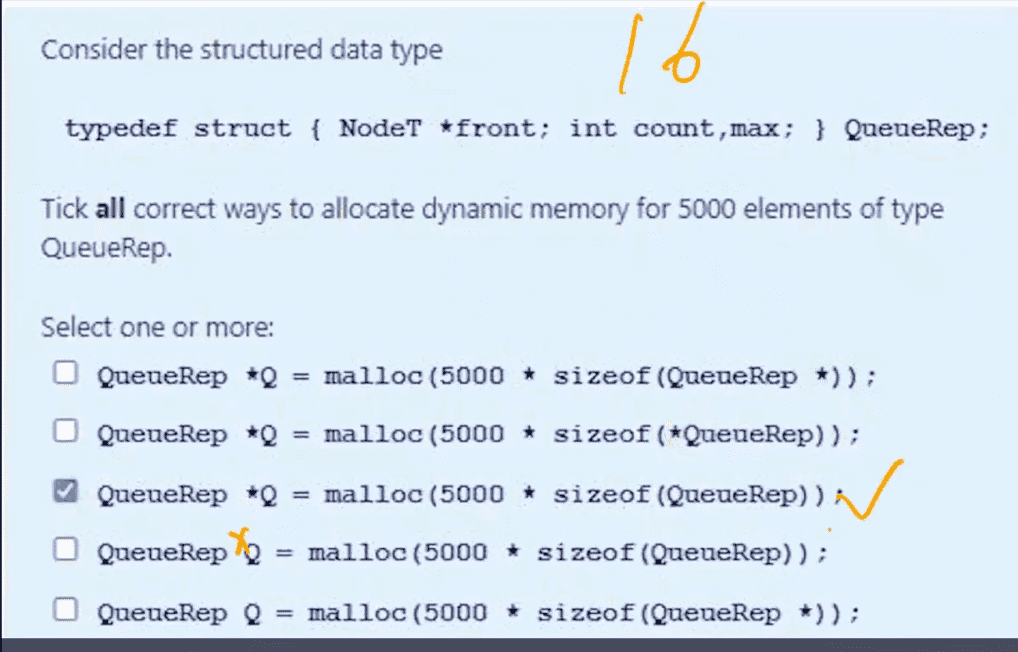 16
Consider the structured data type
typedef struct { NodeT *front; int count,max; } QueueRep;
Tick all correct ways to allocate dynamic memory for 5000 elements of type
QueueRep.
Select one or more:
QueueRep *Q = malloc(5000 * sizeof(QueueRep *));
QueueRep *Q = malloc(5000 * sizeof(*QueueRep));
QueueRep *Q = malloc(5000 * sizeof(QueueRep));
QueueRep *Q = malloc(5000 * sizeof(QueueRep));
QueueRep Q = malloc(5000 * sizeof(QueueRep *));